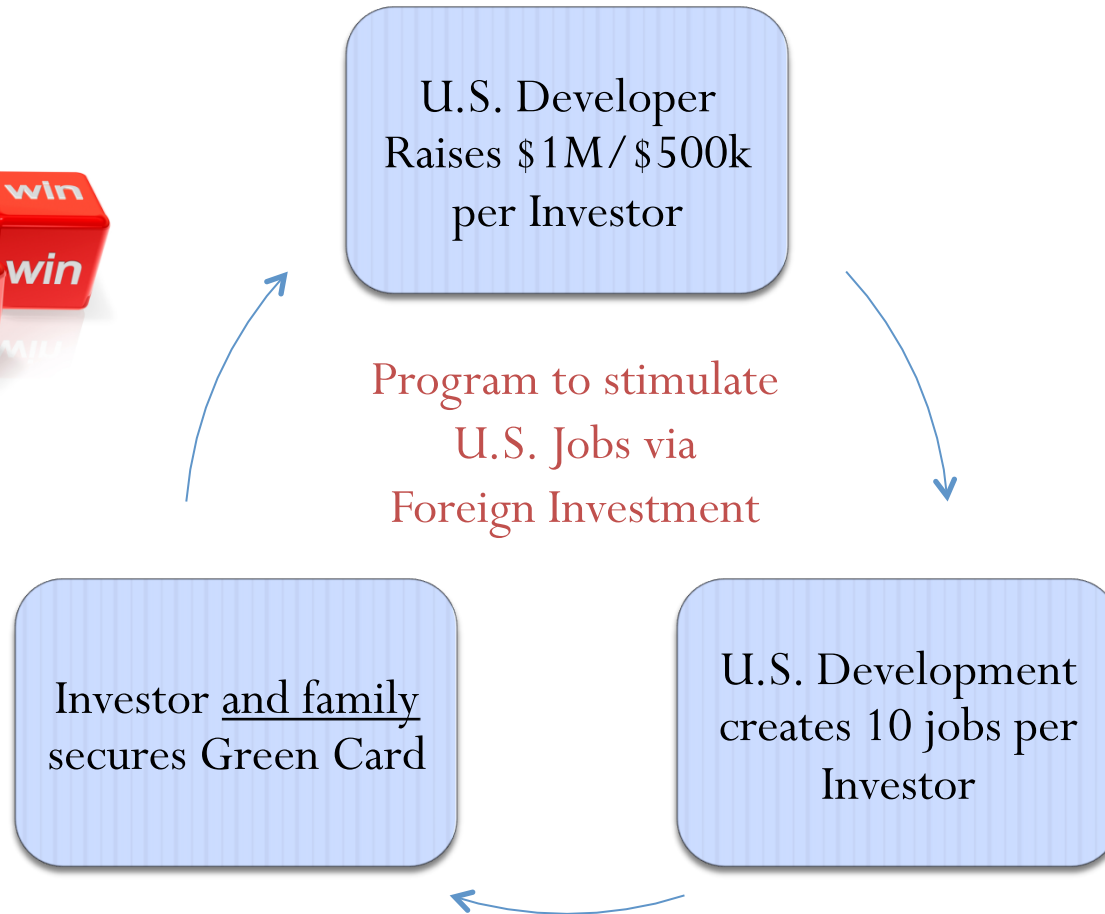 win
win
U.S. Developer
Raises $1M/$500k
per Investor
Program to stimulate
U.S. Jobs via
Foreign Investment
Investor and family
secures Green Card
U.S. Development
creates 10 jobs per
Investor